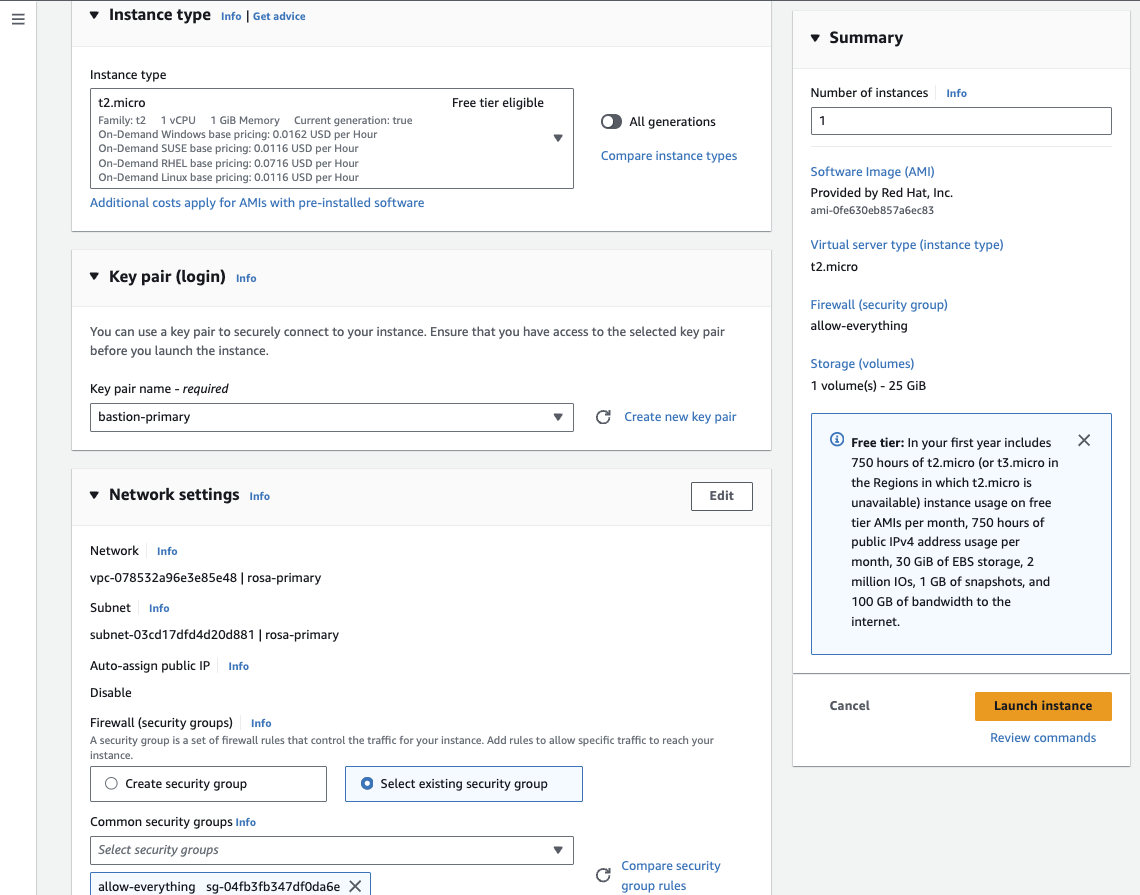 Instance type Info | Get advice
Instance type
t2.micro Free tier eligible
Family: t2 1 vCPU 1 GiB Memory Current generation: true
On-Demand Windows base pricing: 0.0162 USD per Hour
On-Demand SUSE base pricing: 0.0116 USD per Hour
On-Demand RHEL base pricing: 0.0716 USD per Hour
On-Demand Linux base pricing: 0.0116 USD per Hour
All generations
Compare instance types
Additional costs apply for AMIs with pre-installed software
Key pair (login) Info
You can use a key pair to securely connect to your instance. Ensure that you have access to the selected key pair
before you launch the instance.
Key pair name - required
bastion-primary
Create new key pair
Network settings Info
Edit
Network Info
vpc-078532a96e3e85e48 | rosa-primary
Subnet Info
subnet-03cd17dfd4d20d881 | rosa-primary
Auto-assign public IP Info
Disable
Firewall (security groups) Info
A security group is a set of firewall rules that control the traffic for your instance. Add rules to allow specific traffic to reach your
instance.
Create security group
Select existing security group
Common security groups Info
Select security groups
Compare security
group rules
allow-everything sg-04fb3fb347df0da6e
Summary
Number of instances Info
1
Software Image (AMI)
Provided by Red Hat, Inc.
ami-0fe630eb857a6ec83
Virtual server type (instance type)
t2.micro
Firewall (security group)
allow-everything
Storage (volumes)
1 volume(s) - 25 GiB
Free tier: In your first year includes
750 hours of t2.micro (or t3.micro in
the Regions in which t2.micro is
unavailable) instance usage on free
tier AMIs per month, 750 hours of
public IPv4 address usage per
month, 30 GiB of EBS storage, 2
million IOs, 1 GB of snapshots, and
100 GB of bandwidth to the
internet.
Cancel
Launch instance
Review commands